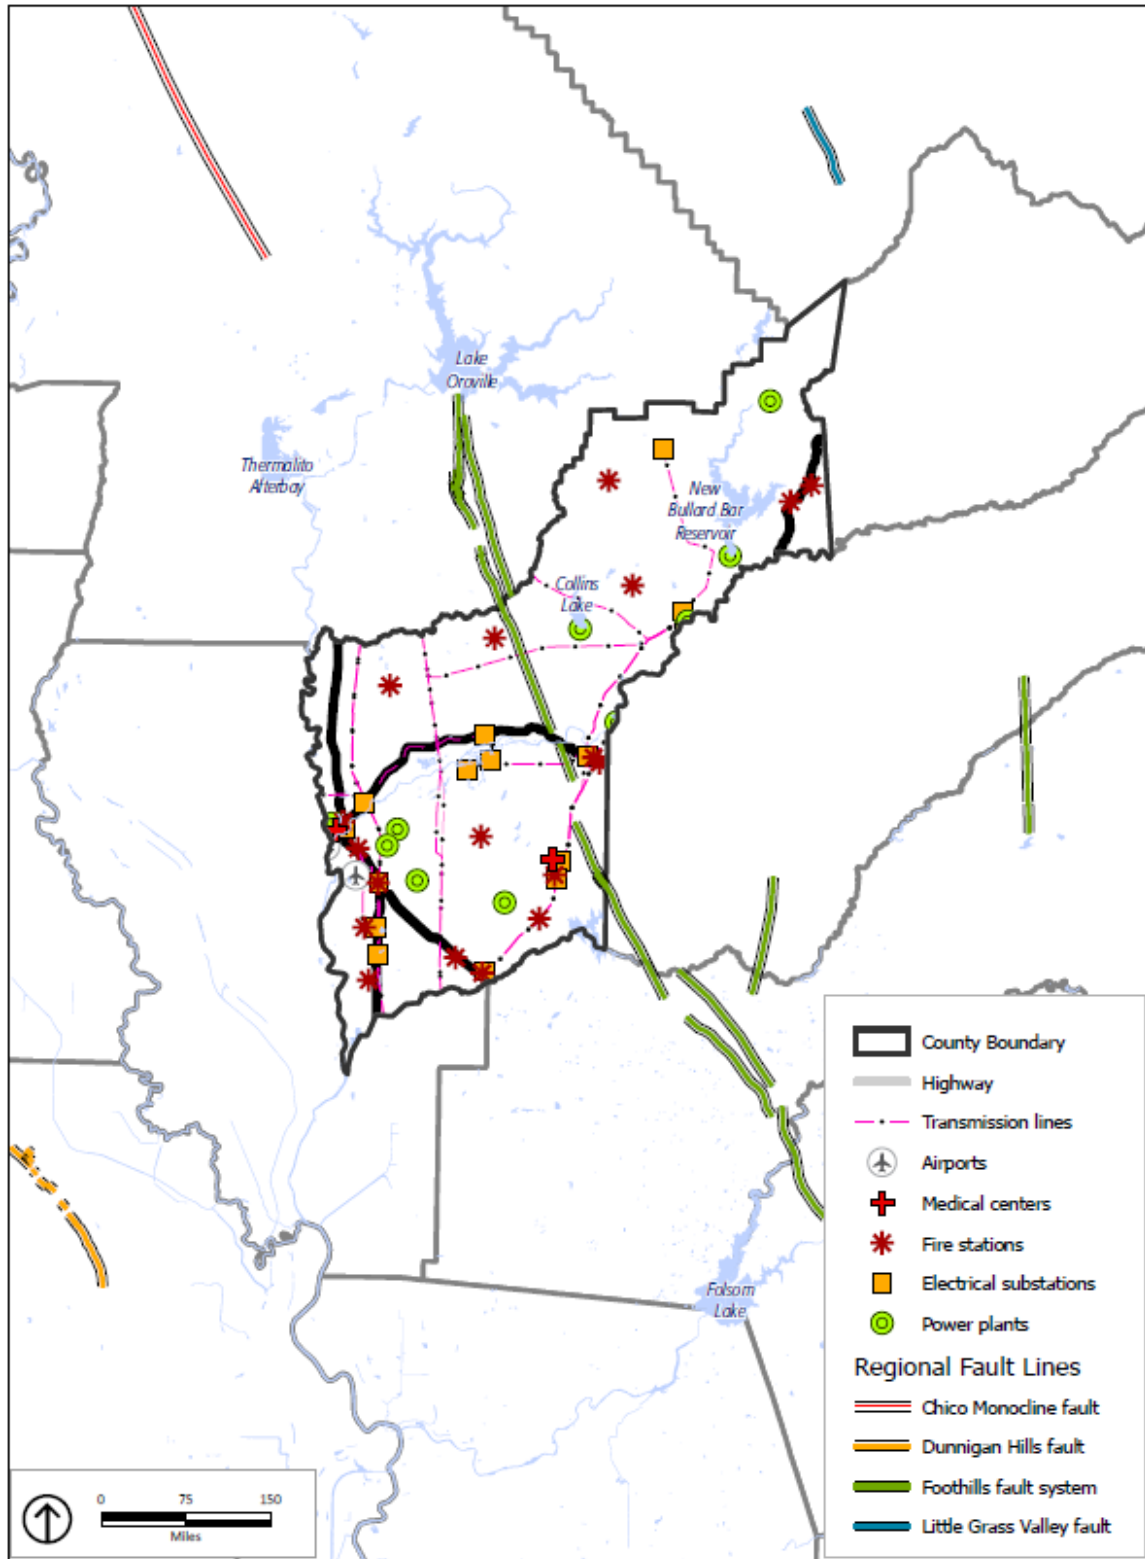 Lake
Oroville
Thermalito
Afterbay
New
Bullard Bar
Reservoir
Collins
Lake
Folsom
Lake
County Boundary
Highway
Transmission lines
Airports
Medical centers
Fire stations
Electrical substations
Power plants
Regional Fault Lines
Chico Monocline fault
Dunnigan Hills fault
Foothills fault system
Little Grass Valley fault
0 75 150
Miles